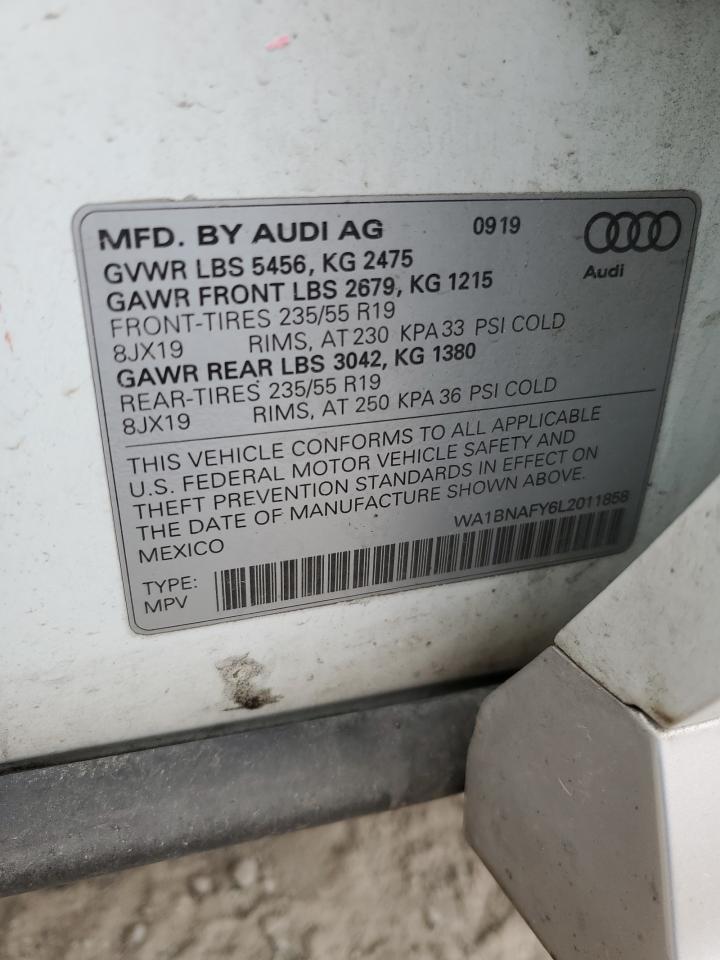 MFD. BY AUDI AG 0919
Audi
GVWR LBS 5456, KG 2475
GAWR FRONT LBS 2679, KG 1215
FRONT-TIRES 235/55 R19
8JX19 RIMS, AT 230 KPA 33 PSI COLD
GAWR REAR LBS 3042, KG 1380
REAR-TIRES 235/55 R19
8JX19 RIMS, AT 250 KPA 36 PSI COLD
THIS VEHICLE CONFORMS TO ALL APPLICABLE
U.S. FEDERAL MOTOR VEHICLE SAFETY AND
THEFT PREVENTION STANDARDS IN EFFECT ON
THE DATE OF MANUFACTURE SHOWN ABOVE.
MEXICO WA1BNAFY6L2011858
TYPE:
MPV